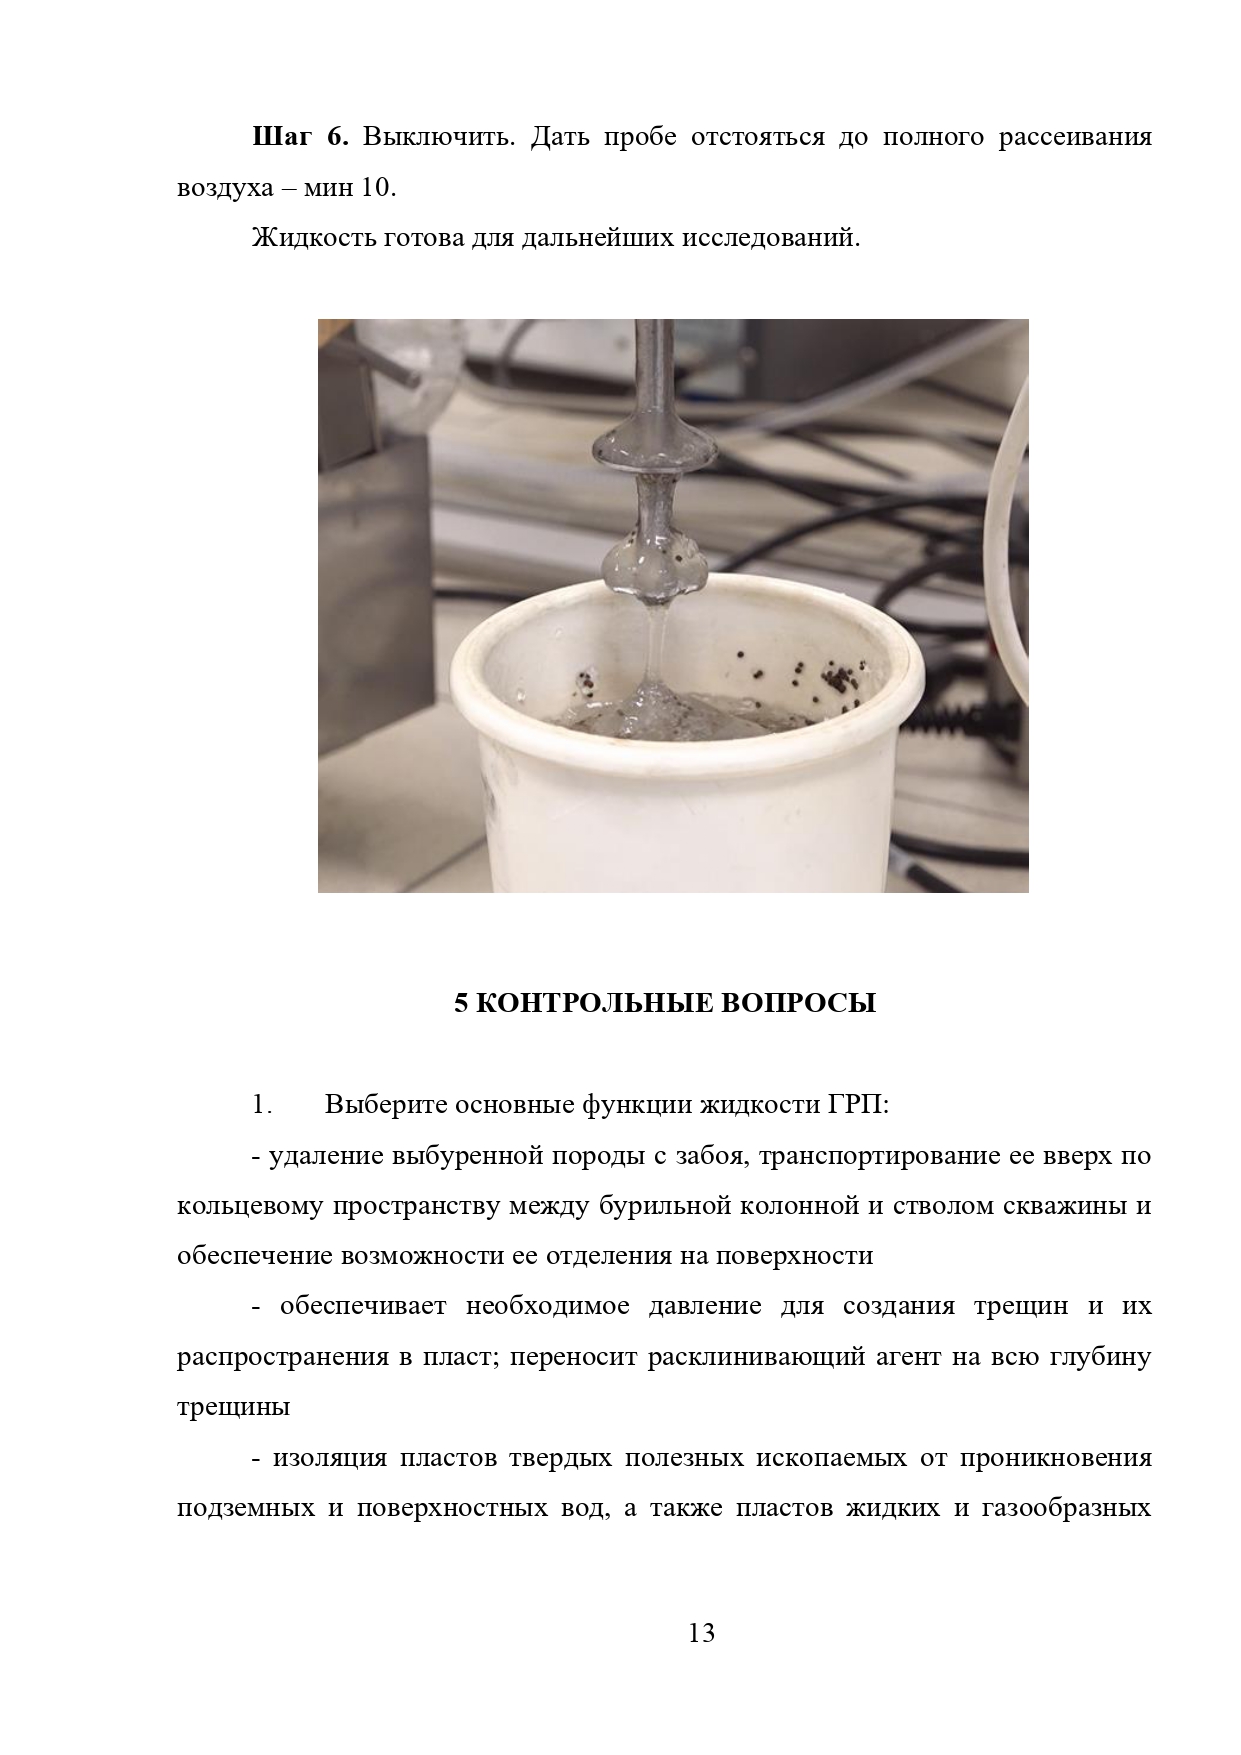 Шаг 6. Выключить. Дать пробе отстояться до полного рассеивания
воздуха – мин 10.
Жидкость готова для дальнейших исследований.
5 КОНТРОЛЬНЫЕ ВОПРОСЫ
1. Выберите основные функции жидкости ГРП:
- удаление выбуренной породы с забоя, транспортирование ее вверх по
кольцевому пространству между бурильной колонной и стволом скважины и
обеспечение возможности ее отделения на поверхности
- обеспечивает необходимое давление для создания трещин и их
распространения в пласт; переносит расклинивающий агент на всю глубину
трещины
- изоляция пластов твердых полезных ископаемых от проникновения
подземных и поверхностных вод, а также пластов жидких и газообразных
13